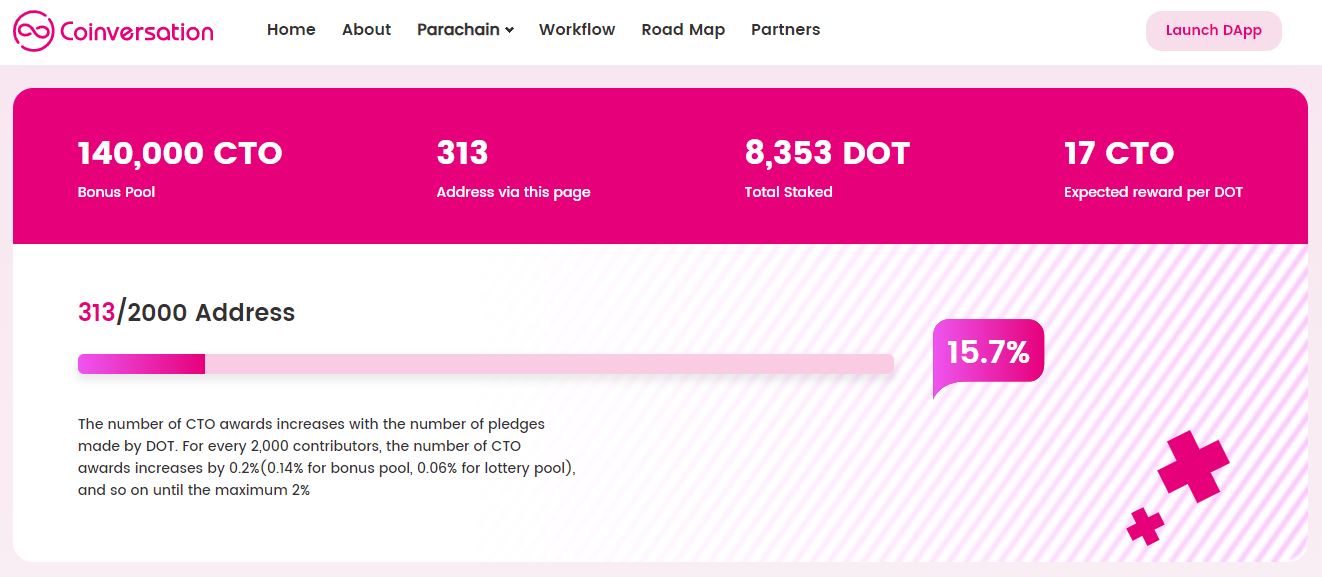 Coinversation
Home About Parachain Workflow Road Map Partners
Launch DApp
140,000 CTO
Bonus Pool
313
Address via this page
8,353 DOT
Total Staked
17 CTO
Expected reward per DOT
313/2000 Address
15.7%
The number of CTO awards increases with the number of pledges
made by DOT. For every 2,000 contributors, the number of CTO
awards increases by 0.2%(0.14% for bonus pool, 0.06% for lottery pool),
and so on until the maximum 2%